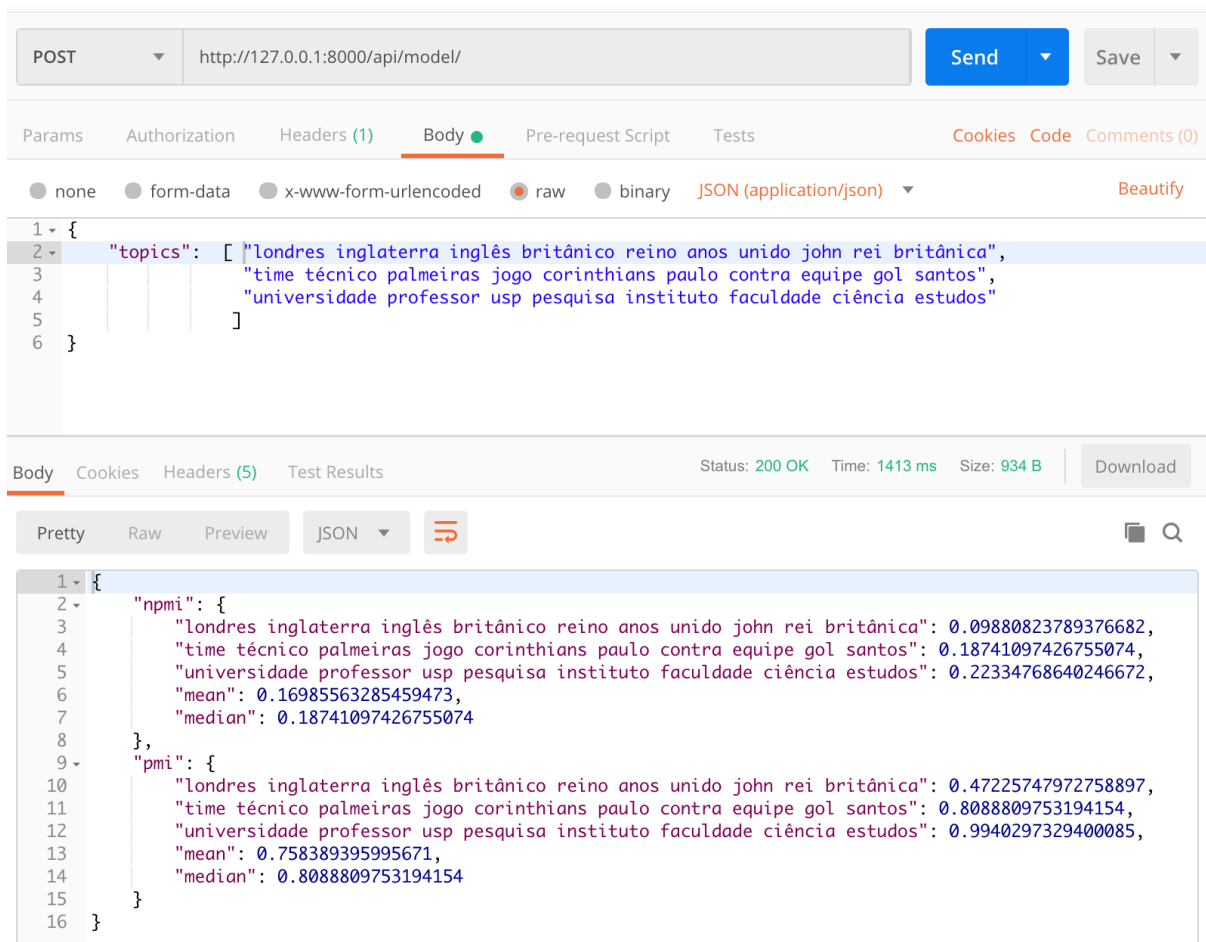 POST http://127.0.0.1:8000/api/model/ Send Save
Params Authorization Headers (1) Body Pre-request Script Tests Cookies Code Comments (0)
none form-data x-www-form-urlencoded raw binary JSON (application/json) Beautify
1 {
2 "topics": [ "londres inglaterra inglês britânico reino anos unido john rei britânica",
3 "time técnico palmeiras jogo corinthians paulo contra equipe gol santos",
4 "universidade professor usp pesquisa instituto faculdade ciência estudos"
5 ]
6 }
Body Cookies Headers (5) Test Results Status: 200 OK Time: 1413 ms Size: 934 B Download
Pretty Raw Preview JSON
1 {
2 "npmi": {
3 "londres inglaterra inglês britânico reino anos unido john rei britânica": 0.09880823789376682,
4 "time técnico palmeiras jogo corinthians paulo contra equipe gol santos": 0.18741097426755074,
5 "universidade professor usp pesquisa instituto faculdade ciência estudos": 0.22334768640246672,
6 "mean": 0.16985563285459473,
7 "median": 0.18741097426755074
8 },
9 "pmi": {
10 "londres inglaterra inglês britânico reino anos unido john rei britânica": 0.47225747972758897,
11 "time técnico palmeiras jogo corinthians paulo contra equipe gol santos": 0.8088809753194154,
12 "universidade professor usp pesquisa instituto faculdade ciência estudos": 0.9940297329400085,
13 "mean": 0.758389395995671,
14 "median": 0.8088809753194154
15 }
16 }